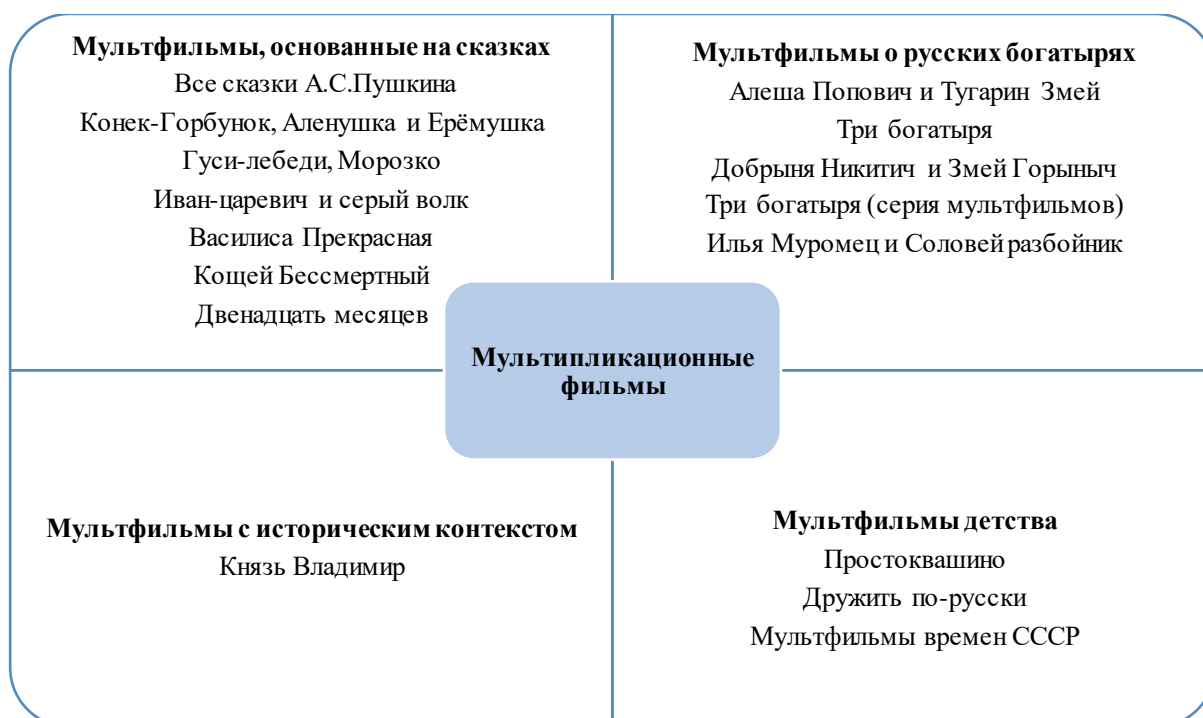 Мультфильмы, основанные на сказках
Все сказки А.С.Пушкина
Конек-Горбунок, Аленушка и Ерёмушка
Гуси-лебеди, Морозко
Иван-царевич и серый волк
Василиса Прекрасная
Кощей Бессмертный
Двенадцать месяцев
Мультфильмы о русских богатырях
Алеша Попович и Тугарин Змей
Три богатыря
Добрыня Никитич и Змей Горыныч
Три богатыря (серия мультфильмов)
Илья Муромец и Соловей разбойник
Мультипликационные
фильмы
Мультфильмы с историческим контекстом
Князь Владимир
Мультфильмы детства
Простоквашино
Дружить по-русски
Мультфильмы времен СССР